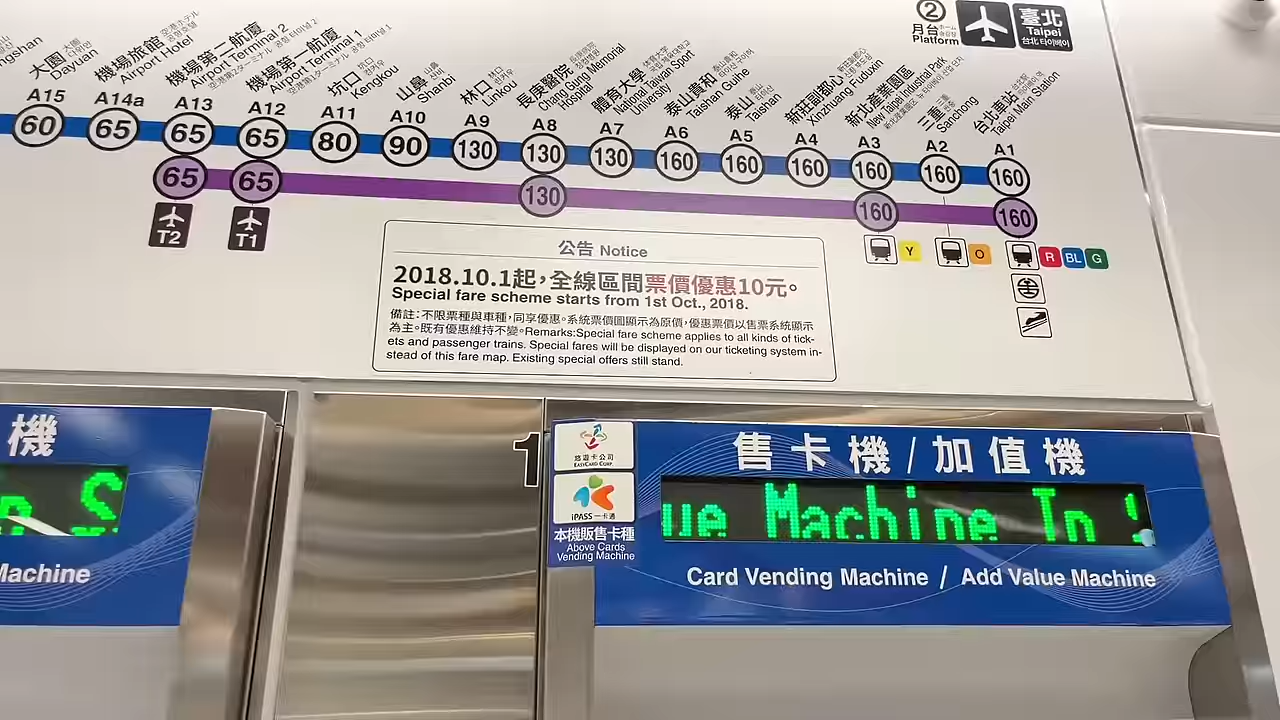 ② 月台 Platform
臺北 Taipei
台北 タイペイ
大園 Dayuan
機場旅館 Airport Hotel
機場第二航廈 Airport Terminal 2
機場第一航廈 Airport Terminal 1
坑口 Kengkou
山鼻 Shanbi
林口 Linkou
長庚醫院 Chang Gung Memorial Hospital
體育大學 National Taiwan Sport University
泰山貴和 Taishan Guihe
泰山 Taishan
新莊副都心 Xinzhuang Fuduxin
新北產業園區 New Taipei Industrial Park
三重 Sanchong
台北車站 Taipei Main Station
A15 A14a A13 A12 A11 A10 A9 A8 A7 A6 A5 A4 A3 A2 A1
60 65 65 65 80 90 130 130 130 160 160 160 160 160 160
65 65 130 160 160
T2 T1
Y O R BL G
公告 Notice
2018.10.1起，全線區間票價優惠10元。
Special fare scheme starts from 1st Oct., 2018.
備註：不限票種與車種，同享優惠。系統票價圖顯示為原價，優惠票價以售票系統顯示
為主。既有優惠維持不變。Remarks:Special fare scheme applies to all kinds of tick-
ets and passenger trains. Special fares will be displayed on our ticketing system in-
stead of this fare map. Existing special offers still stand.
機
Machine
1
悠遊卡公司
EASYCARD CORP.
iPASS 一卡通
本機販售卡種
Above Cards
Vending Machine
售卡機/加值機
ue Machine In
Card Vending Machine / Add Value Machine